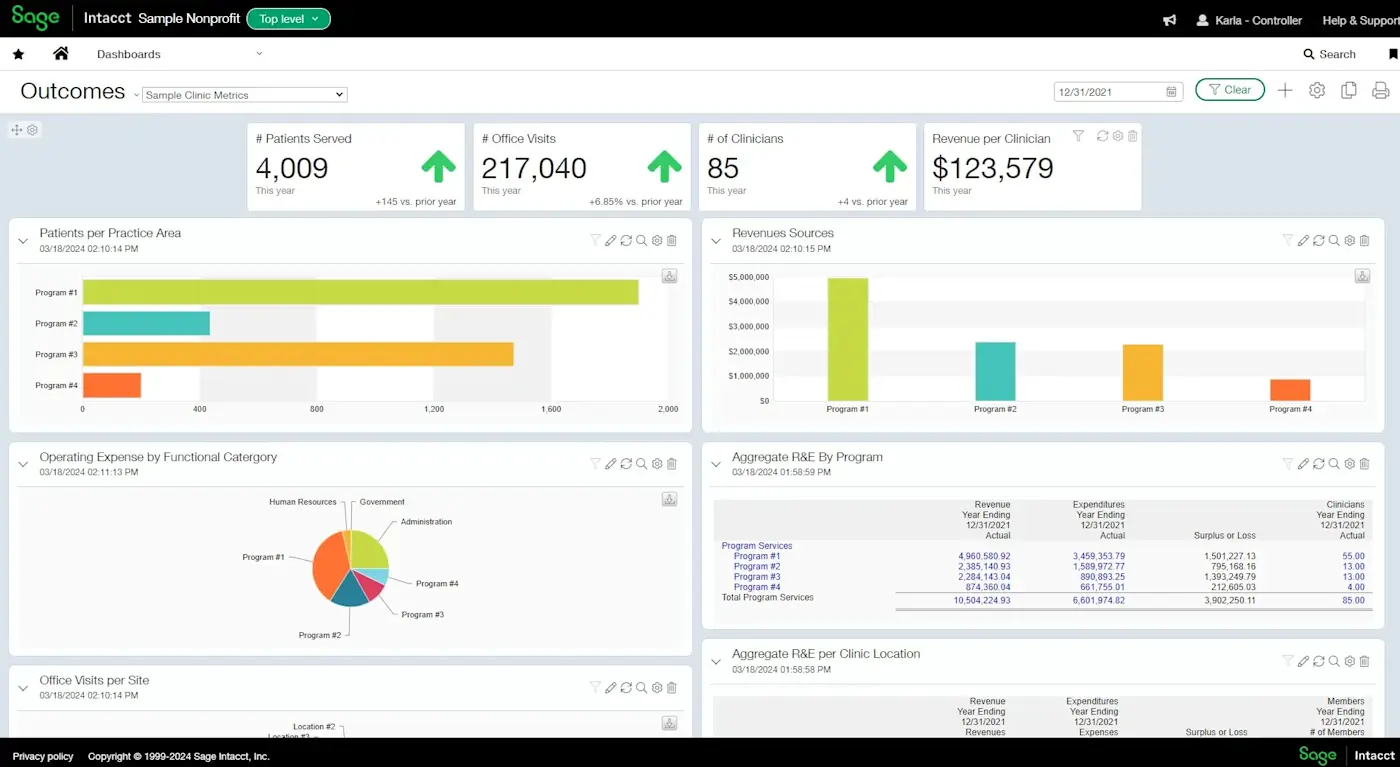 Sage Intacct Sample Nonprofit Top level Karla - Controller Help & Support
Dashboards Search
Outcomes Sample Clinic Metrics 12/31/2021 Clear
# Patients Served
4,009
This year
+145 vs. prior year
# Office Visits
217,040
This year
+6.85% vs. prior year
# of Clinicians
85
This year
+4 vs. prior year
Revenue per Clinician
$123,579
This year
Patients per Practice Area
03/18/2024 02:10:14 PM
Program #1
Program #2
Program #3
Program #4
0 400 800 1,200 1,600 2,000
Revenues Sources
03/18/2024 02:10:15 PM
$5,000,000
$4,000,000
$3,000,000
$2,000,000
$1,000,000
$0
Program #1 Program #2 Program #3 Program #4
Operating Expense by Functional Catergory
03/18/2024 02:11:13 PM
Human Resources Government
Administration
Program #1
Program #4
Program #3
Program #2
Aggregate R&E By Program
03/18/2024 01:58:59 PM
Revenue Expenditures Clinicians
Year Ending Year Ending Year Ending
12/31/2021 12/31/2021 12/31/2021
Actual Actual Surplus or Loss Actual
Program Services
Program #1 4,960,580.92 3,459,353.79 1,501,227.13 55.00
Program #2 2,385,140.93 1,589,972.77 795,168.16 13.00
Program #3 2,284,143.04 890,893.25 1,393,249.79 13.00
Program #4 874,360.04 661,755.01 212,605.03 4.00
Total Program Services 10,504,224.93 6,601,974.82 3,902,250.11 85.00
Office Visits per Site
03/18/2024 02:10:14 PM
Location #2
Location #3
Aggregate R&E per Clinic Location
03/18/2024 01:58:58 PM
Revenue Expenditures Members
Year Ending Year Ending Year Ending
12/31/2021 12/31/2021 12/31/2021
Revenues Expenses Surplus or Loss # of Members
Privacy policy Copyright © 1999-2024 Sage Intacct, Inc. Sage Intacct